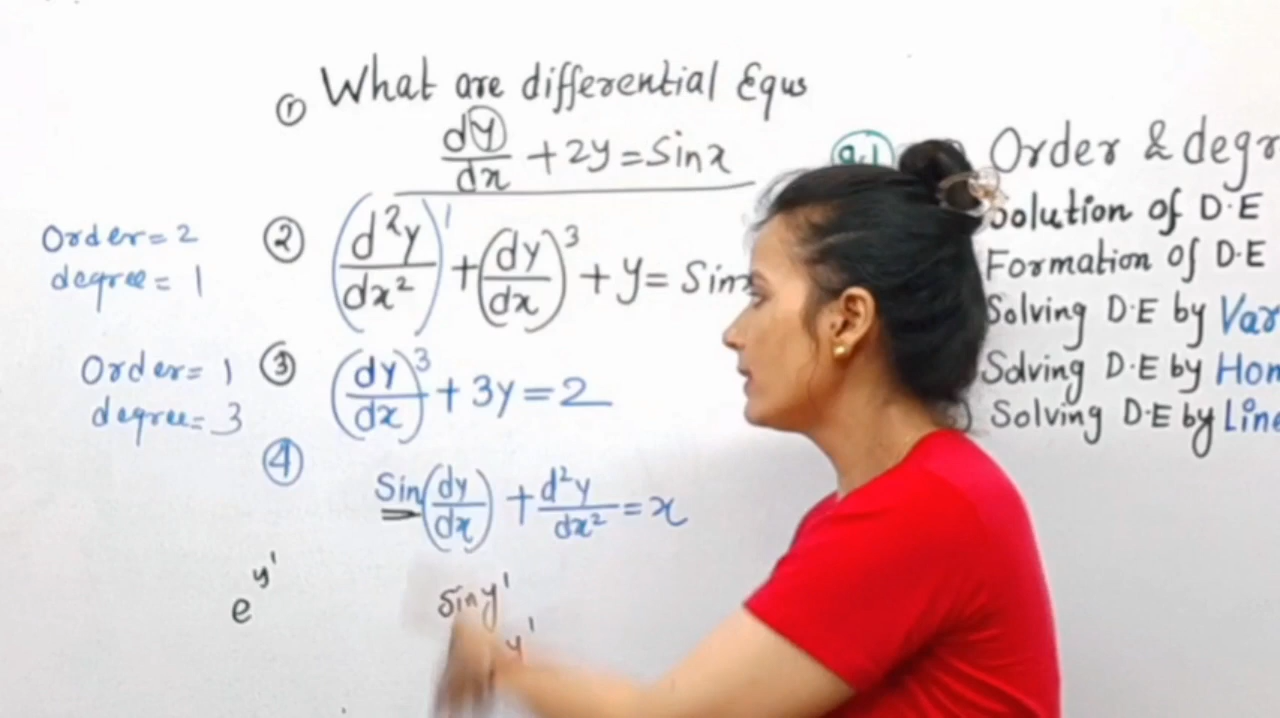 ① What are differential Equs
dy/dx + 2y = Sinx
Order = 2
degree = 1
② (d²y/dx²)¹ + (dy/dx)³ + y = Sinx
Order = 1
degree = 3
③ (dy/dx)³ + 3y = 2
④ Sin(dy/dx) + d²y/dx² = x
e^y'
siny'
y'
Q.1
Order & degr
Solution of D.E
Formation of D.E
Solving D.E by Var
Solving D.E by Hom
Solving D.E by Line